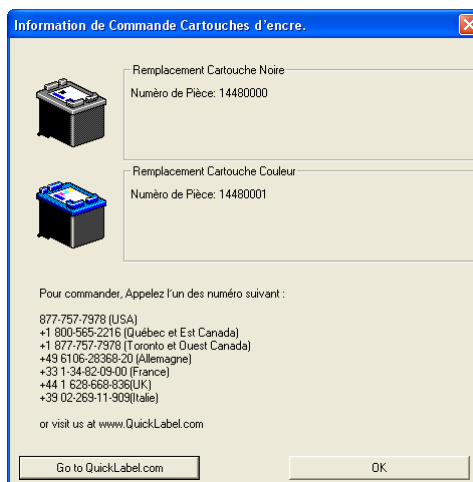 Information de Commande Cartouches d'encre.
Remplacement Cartouche Noire
Numèro de Pièce: 14480000
Remplacement Cartouche Couleur
Numèro de Pièce: 14480001
Pour commander, Appelez l'un des numéro suivant :
877-757-7978 (USA)
+1 800-565-2216 (Québec et Est Canada)
+1 877-757-7978 (Toronto et Ouest Canada)
+49 6106-28368-20 (Allemagne)
+33 1-34-82-09-00 (France)
+44 1 628-668-836(UK)
+39 02-269-11-909(Italie)
or visit us at www.QuickLabel.com
Go to QuickLabel.com
OK